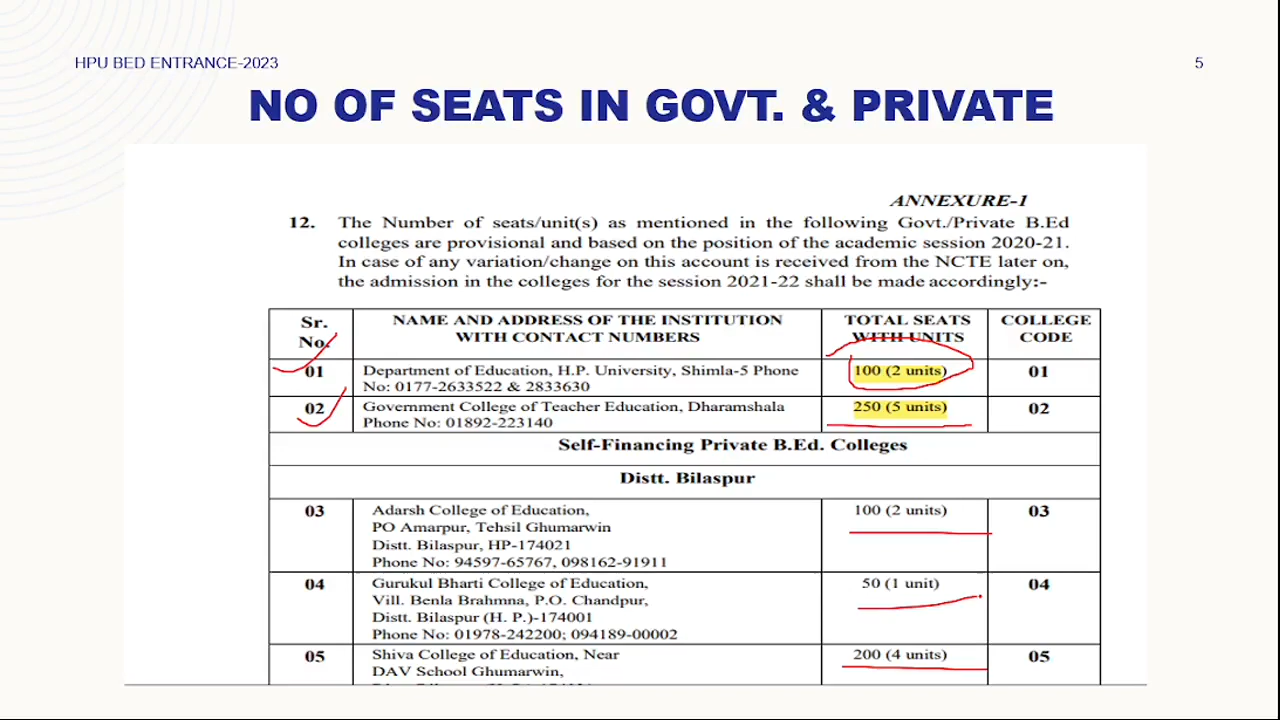 HPU BED ENTRANCE-2023
5
NO OF SEATS IN GOVT. & PRIVATE
ANNEXURE-1
12. The Number of seats/unit(s) as mentioned in the following Govt./Private B.Ed
colleges are provisional and based on the position of the academic session 2020-21.
In case of any variation/change on this account is received from the NCTE later on,
the admission in the colleges for the session 2021-22 shall be made accordingly:-
Sr. No. NAME AND ADDRESS OF THE INSTITUTION WITH CONTACT NUMBERS TOTAL SEATS WITH UNITS COLLEGE CODE
01 Department of Education, H.P. University, Shimla-5 Phone 100 (2 units) 01
No: 0177-2633522 & 2833630
02 Government College of Teacher Education, Dharamshala 250 (5 units) 02
Phone No: 01892-223140
Self-Financing Private B.Ed. Colleges
Distt. Bilaspur
03 Adarsh College of Education, 100 (2 units) 03
PO Amarpur, Tehsil Ghumarwin
Distt. Bilaspur, HP-174021
Phone No: 94597-65767, 098162-91911
04 Gurukul Bharti College of Education, 50 (1 unit) 04
Vill. Benla Brahmna, P.O. Chandpur,
Distt. Bilaspur (H. P.)-174001
Phone No: 01978-242200; 094189-00002
05 Shiva College of Education, Near 200 (4 units) 05
DAV School Ghumarwin,